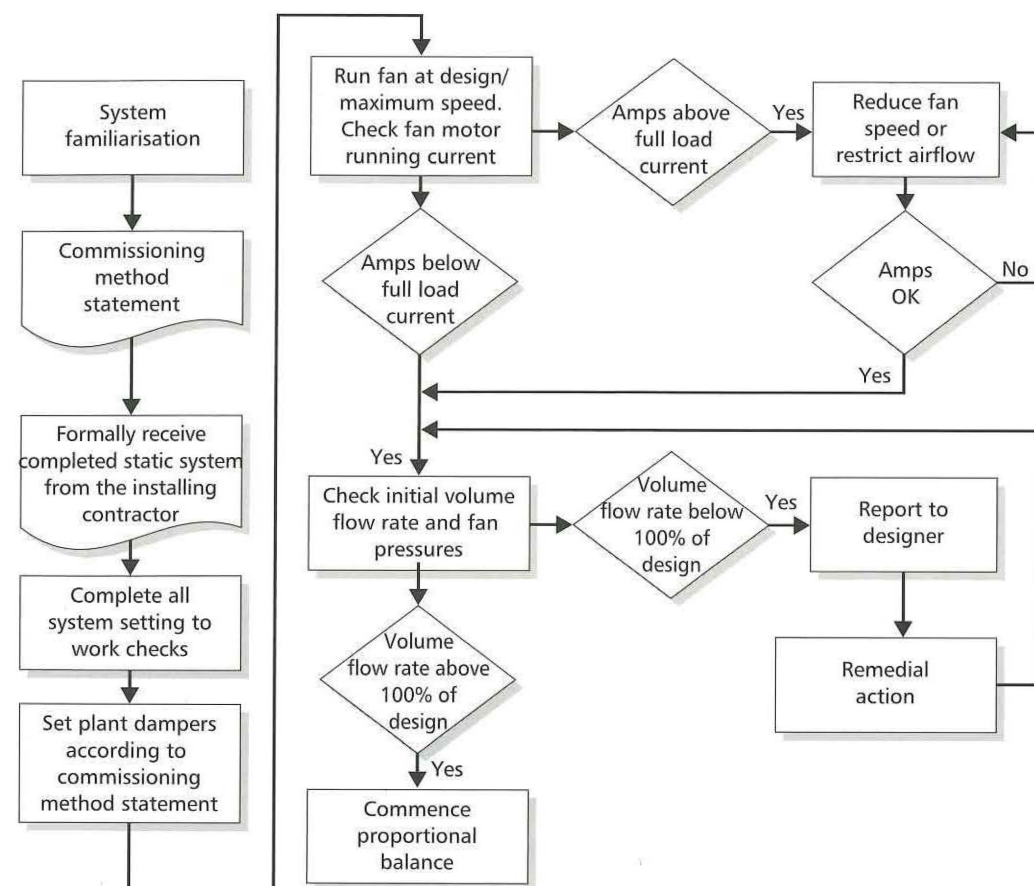 System
familiarisation
Commissioning
method
statement
Formally receive
completed static system
from the installing
contractor
Complete all
system setting to
work checks
Set plant dampers
according to
commissioning
method statement
Run fan at design/
maximum speed.
Check fan motor
running current
Amps above
full load
current
Yes
Reduce fan
speed or
restrict airflow
Amps below
full load
current
Amps
OK
No
Yes
Yes
Check initial volume
flow rate and fan
pressures
Volume
flow rate below
100% of
design
Yes
Report to
designer
Volume
flow rate above
100% of
design
Remedial
action
Yes
Commence
proportional
balance